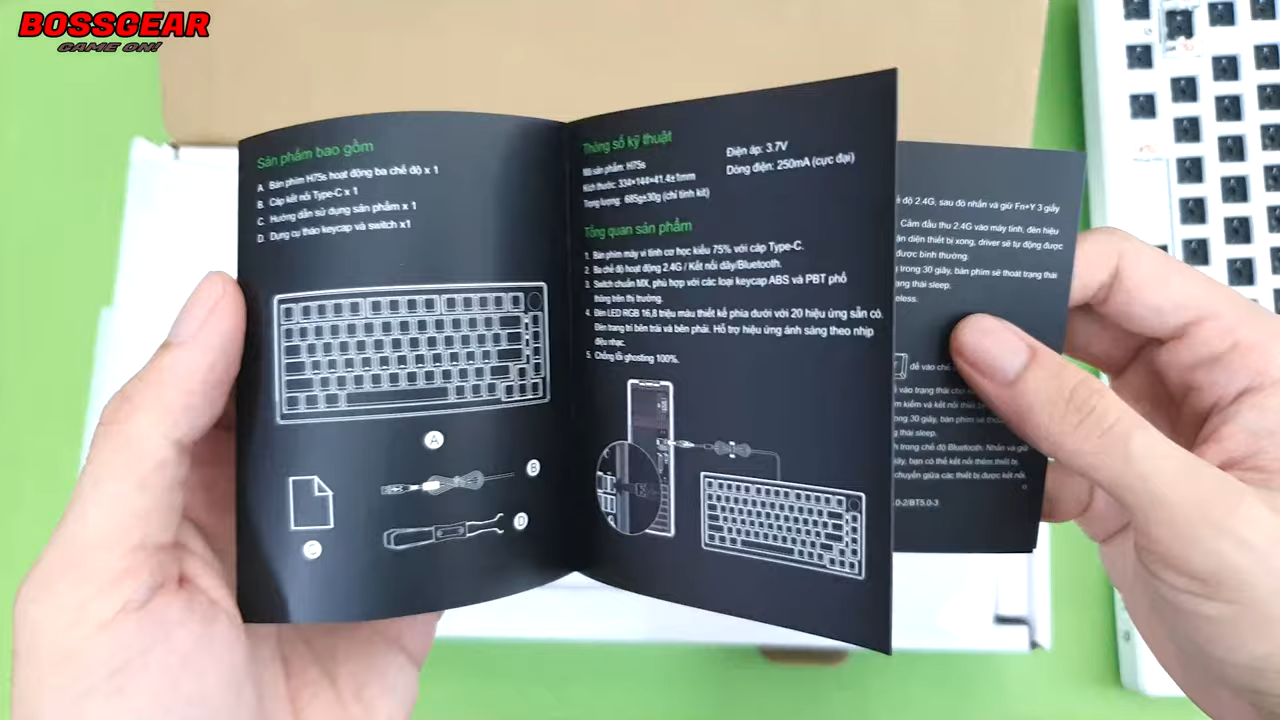 BOSSGEAR
GAME ON!
Sản phẩm bao gồm
A. Bàn phím H75s hoạt động ba chế độ x 1
B. Cáp kết nối Type-C x 1
C. Hướng dẫn sử dụng sản phẩm x 1
D. Dụng cụ tháo keycap và switch x1
A
B
C
D
Thông số kỹ thuật
Mã sản phẩm: H75s
Kích thước: 334×144×41.4±1mm
Trọng lượng: 685g±30g (chỉ tính kit)
Điện áp: 3.7V
Dòng điện: 250mA (cực đại)
Tổng quan sản phẩm
1. Bàn phím máy vi tính cơ học kiểu 75% với cáp Type-C.
2. Ba chế độ hoạt động 2.4G / Kết nối dây/Bluetooth.
3. Switch chuẩn MX, phù hợp với các loại keycap ABS và PBT phổ
thông trên thị trường.
4. Đèn LED RGB 16,8 triệu màu thiết kế phía dưới với 20 hiệu ứng sẵn có.
Đèn trang trí bên trái và bên phải. Hỗ trợ hiệu ứng ánh sáng theo nhịp
điệu nhạc.
5. Chống lỗi ghosting 100%.
độ 2.4G, sau đó nhấn và giữ Fn+Y 3 giây
Cắm đầu thu 2.4G vào máy tính, đèn hiệu
diện thiết bị xong, driver sẽ tự động được
được bình thường.
trong 30 giây, bàn phím sẽ thoát trạng thái
thái sleep.
để vào chế
vào trạng thái chờ
kiếm và kết nối thiết
30 giây, bàn phím sẽ
thái sleep.
trong chế độ Bluetooth. Nhấn và giữ
bạn có thể kết nối thêm thiết bị
chuyển giữa các thiết bị được kết nối
.0-2/BT5.0-3